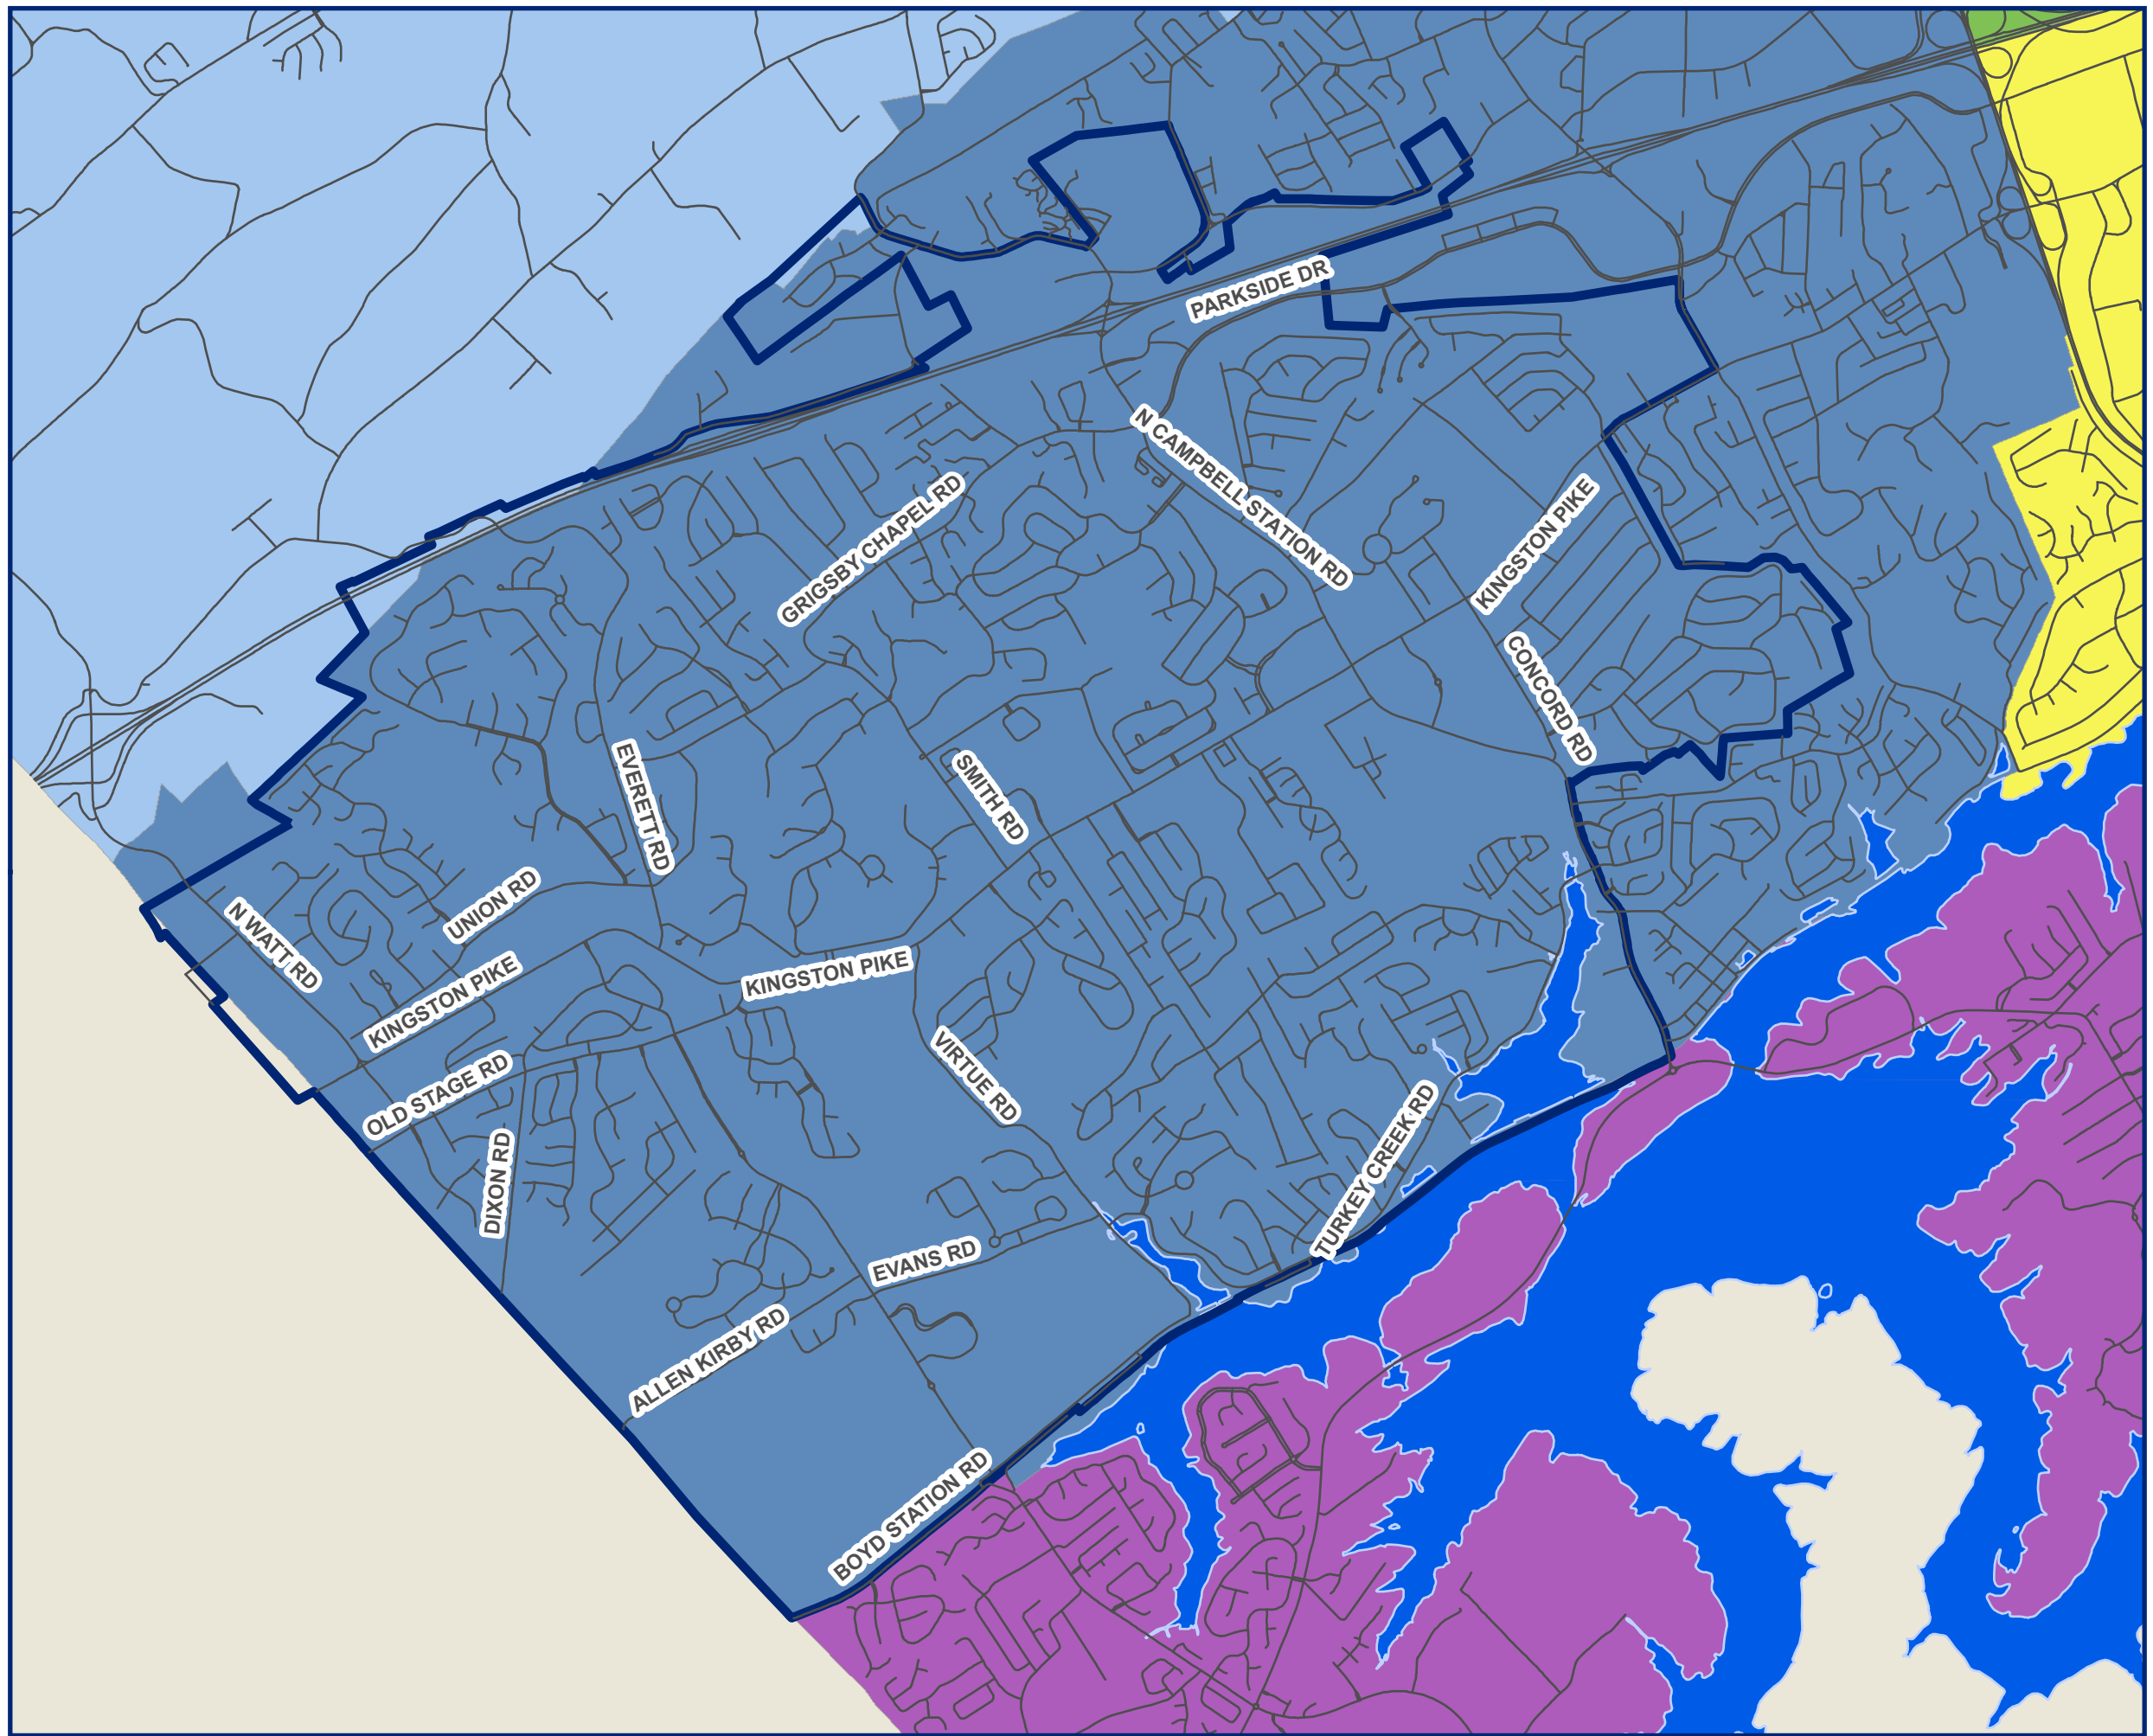 PARKSIDE DR
N CAMPBELL STATION RD
GRIGSBY CHAPEL RD
KINGSTON PIKE
CONCORD RD
EVERETT RD
SMITH RD
UNION RD
N WATT RD
KINGSTON PIKE
KINGSTON PIKE
OLD STAGE RD
VIRTUE RD
DIXON RD
TURKEY CREEK RD
EVANS RD
ALLEN KIRBY RD
BOYD STATION RD